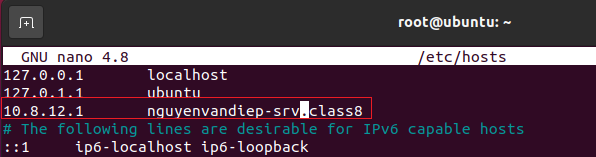 root@ubuntu: ~
GNU nano 4.8 /etc/hosts
127.0.0.1 localhost
127.0.1.1 ubuntu
10.8.12.1 nguyenvandiep-srv.class8
# The following lines are desirable for IPv6 capable hosts
::1 ip6-localhost ip6-loopback